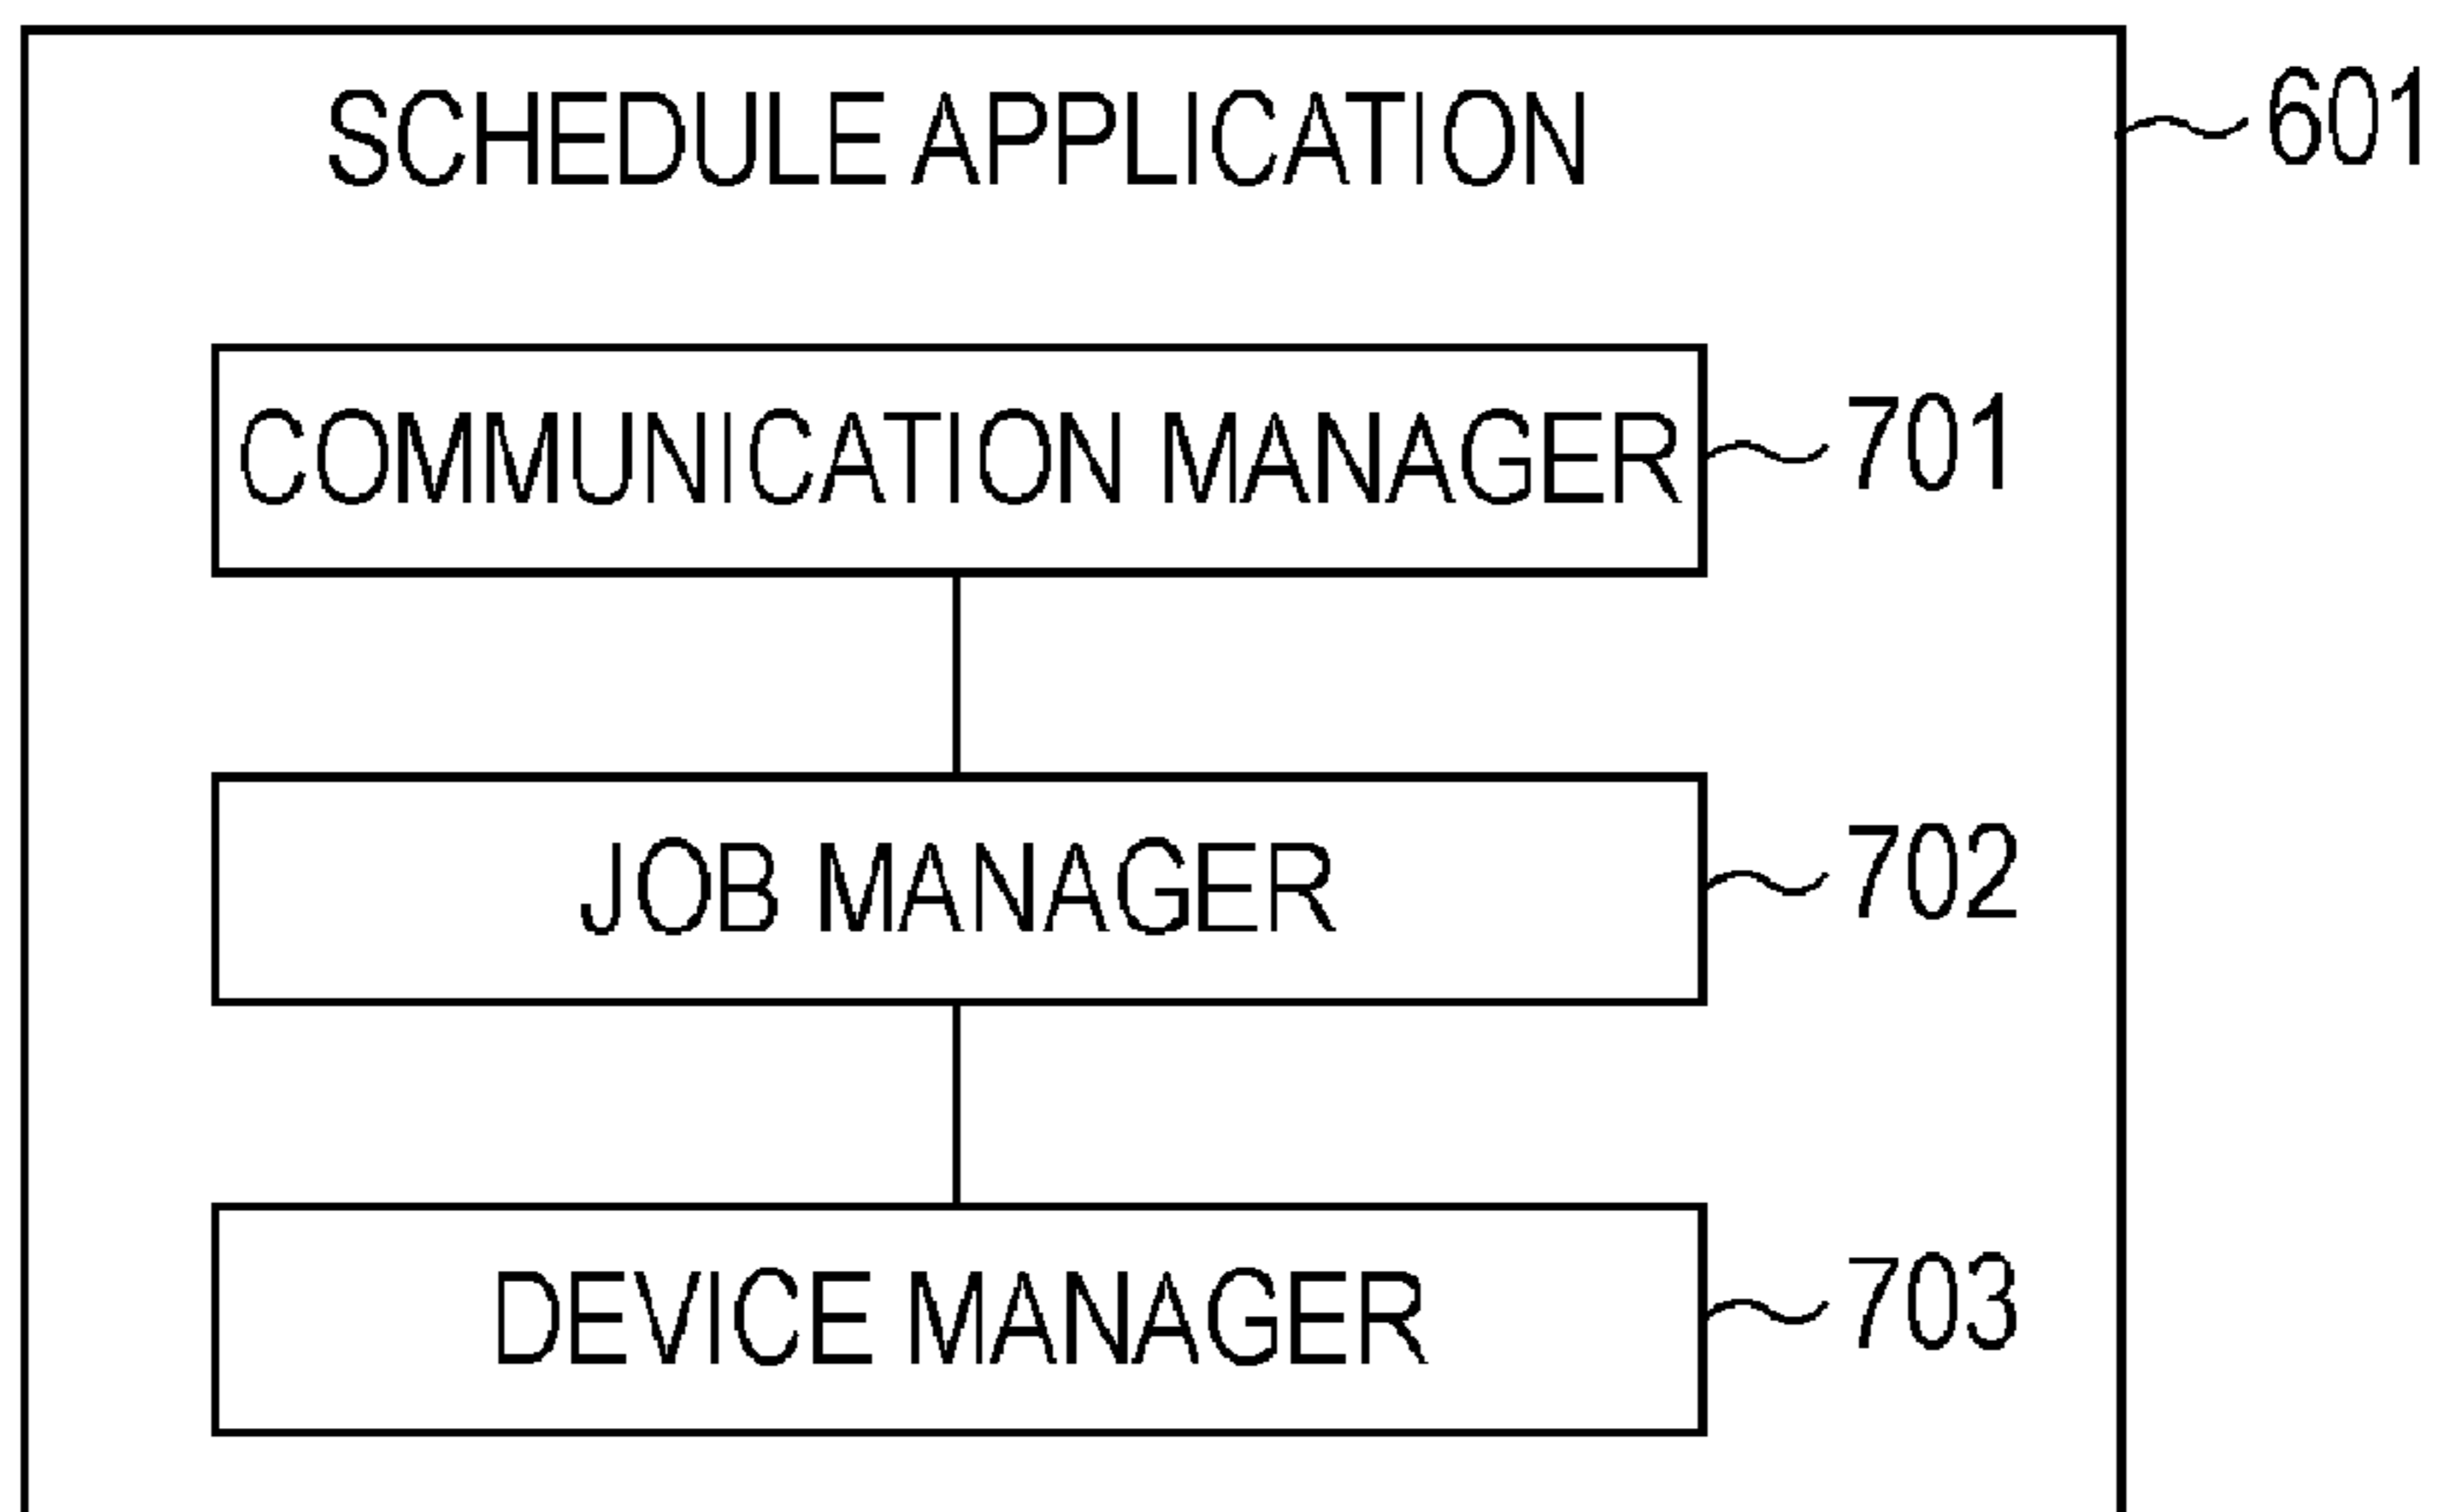 SCHEDULE APPLICATION 601
COMMUNICATION MANAGER 701
JOB MANAGER 702
DEVICE MANAGER 703